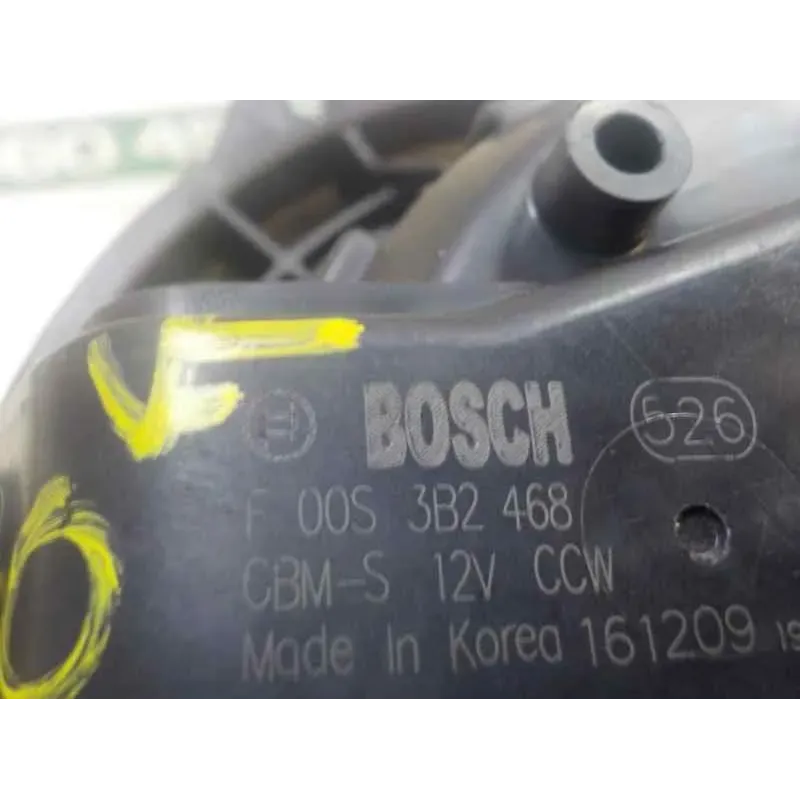 BOSCH 526
F 00S 3B2 468
CBM-S 12V CCW
Made In Korea 161209